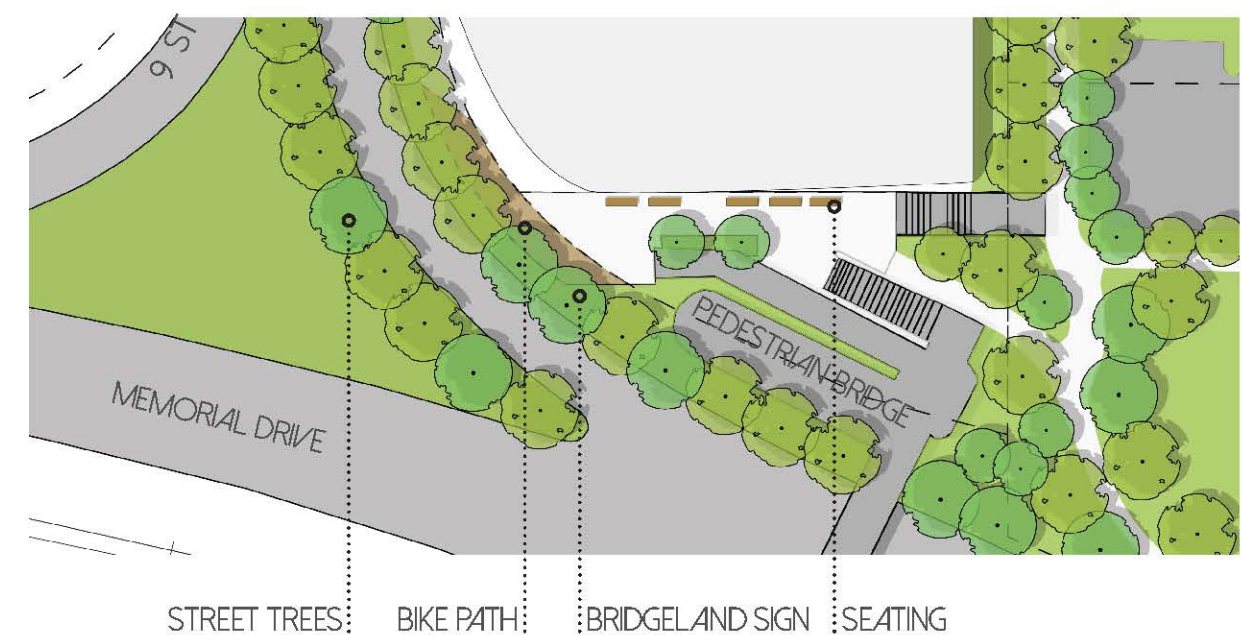 9 ST
PEDESTRIAN BRIDGE
MEMORIAL DRIVE
STREET TREES
BIKE PATH
BRIDGELAND SIGN
SEATING